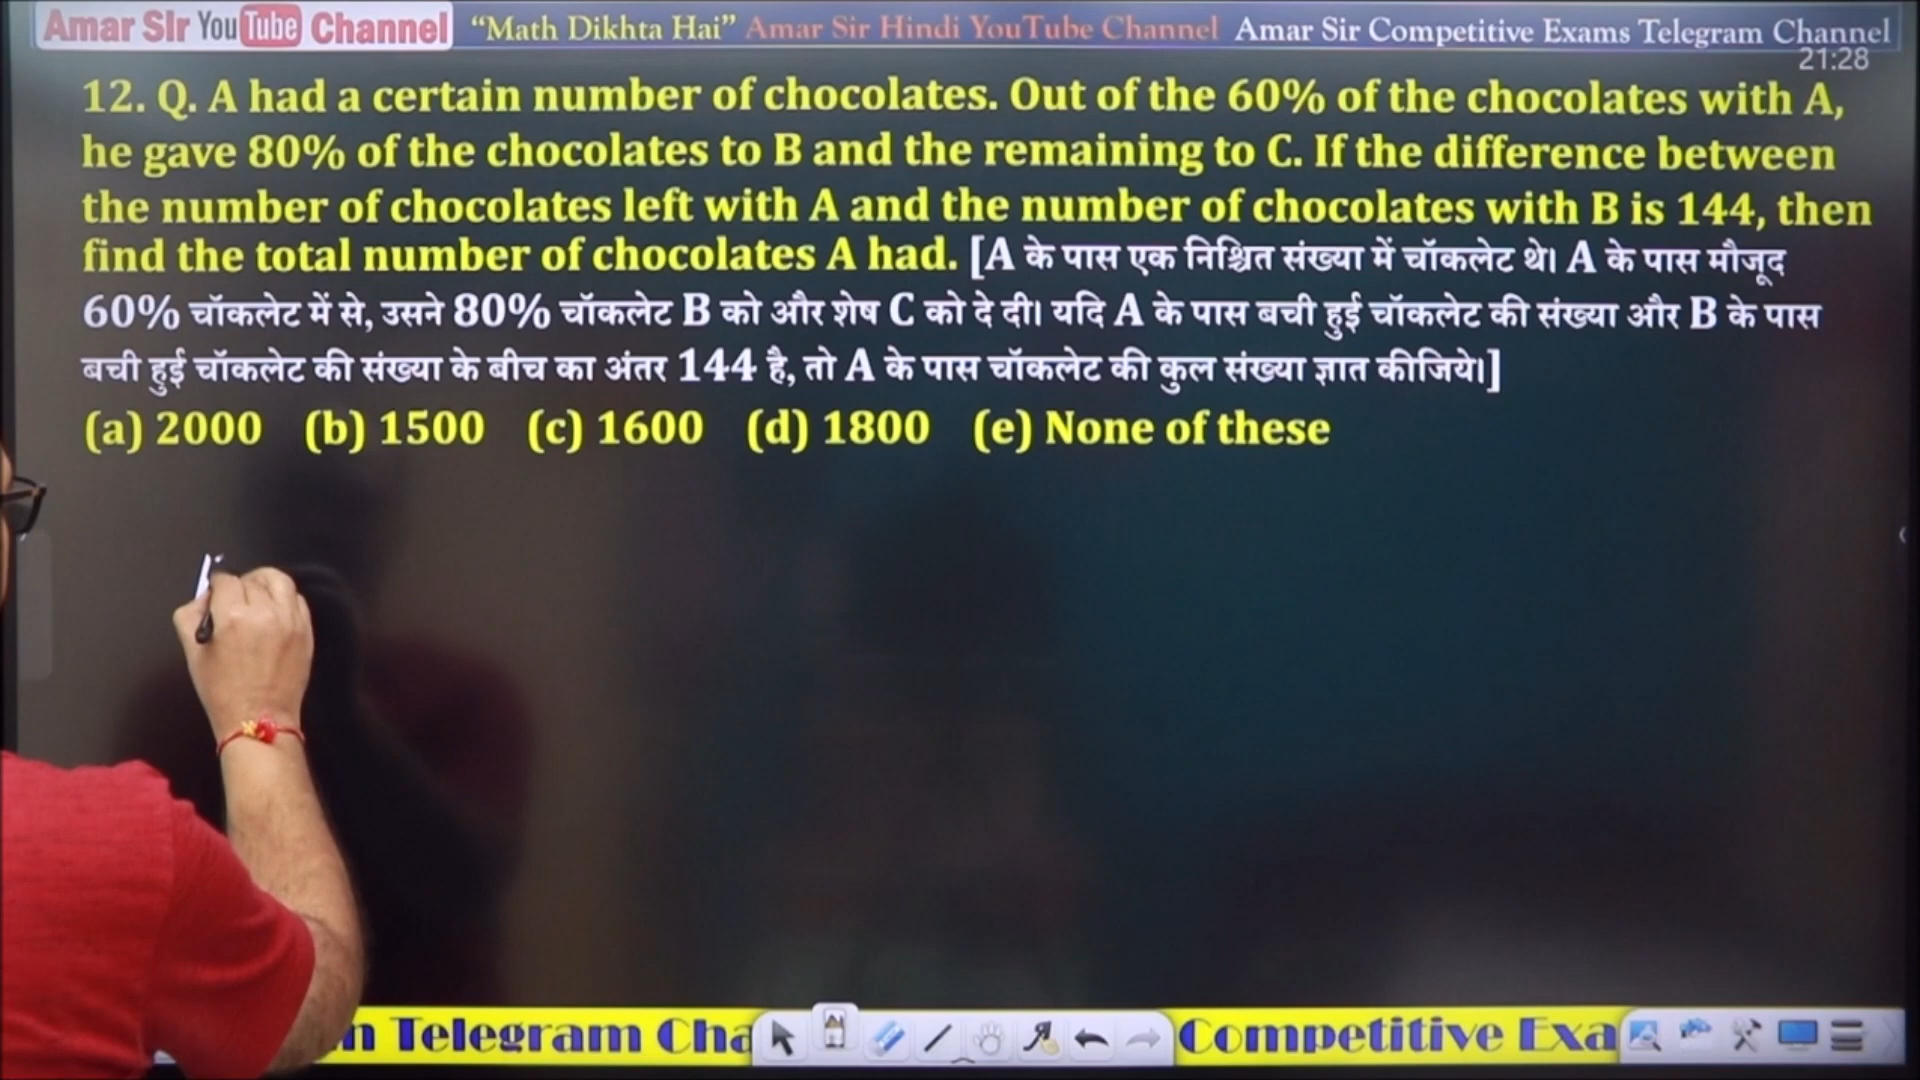 Amar Sir YouTube Channel "Math Dikhta Hai" Amar Sir Hindi YouTube Channel Amar Sir Competitive Exams Telegram Channel
21:28
12. Q. A had a certain number of chocolates. Out of the 60% of the chocolates with A,
he gave 80% of the chocolates to B and the remaining to C. If the difference between
the number of chocolates left with A and the number of chocolates with B is 144, then
find the total number of chocolates A had. [A के पास एक निश्चित संख्या में चॉकलेट थे। A के पास मौजूद
60% चॉकलेट में से, उसने 80% चॉकलेट B को और शेष C को दे दी। यदि A के पास बची हुई चॉकलेट की संख्या और B के पास
बची हुई चॉकलेट की संख्या के बीच का अंतर 144 है, तो A के पास चॉकलेट की कुल संख्या ज्ञात कीजिये।]
(a) 2000 (b) 1500 (c) 1600 (d) 1800 (e) None of these
Telegram Competitive